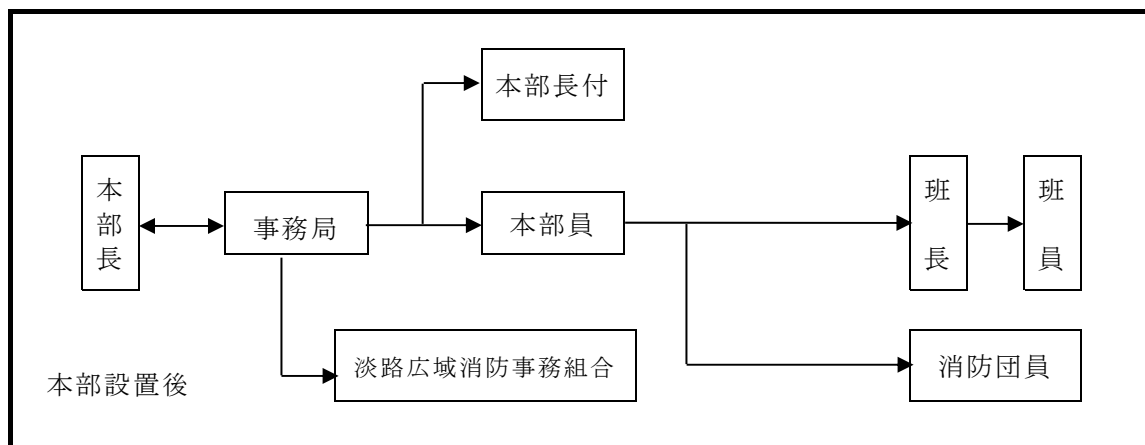 本部長付
本部長
事務局
本部員
班長
班員
淡路広域消防事務組合
消防団員
本部設置後